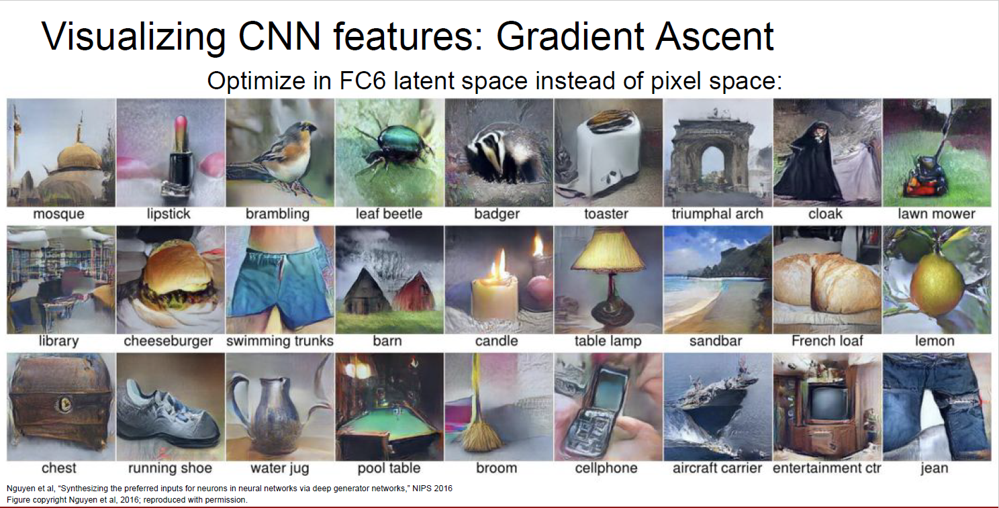 Visualizing CNN features: Gradient Ascent
Optimize in FC6 latent space instead of pixel space:
mosque lipstick brambling leaf beetle badger toaster triumphal arch cloak lawn mower
library cheeseburger swimming trunks barn candle table lamp sandbar French loaf lemon
chest running shoe water jug pool table broom cellphone aircraft carrier entertainment ctr jean
Nguyen et al, “Synthesizing the preferred inputs for neurons in neural networks via deep generator networks,” NIPS 2016
Figure copyright Nguyen et al, 2016; reproduced with permission.